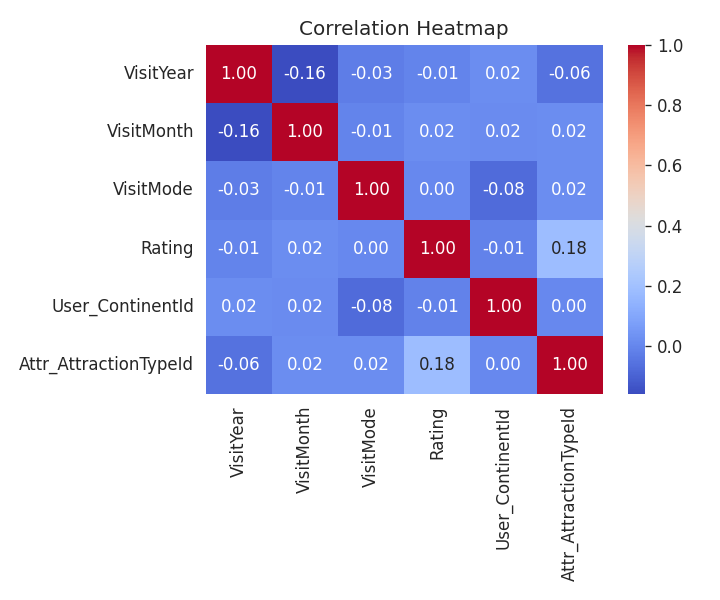 Correlation Heatmap
VisitYear 1.00 -0.16 -0.03 -0.01 0.02 -0.06
VisitMonth -0.16 1.00 -0.01 0.02 0.02 0.02
VisitMode -0.03 -0.01 1.00 0.00 -0.08 0.02
Rating -0.01 0.02 0.00 1.00 -0.01 0.18
User_ContinentId 0.02 0.02 -0.08 -0.01 1.00 0.00
Attr_AttractionTypeId -0.06 0.02 0.02 0.18 0.00 1.00
VisitYear
VisitMonth
VisitMode
Rating
User_ContinentId
Attr_AttractionTypeId
1.0
0.8
0.6
0.4
0.2
0.0